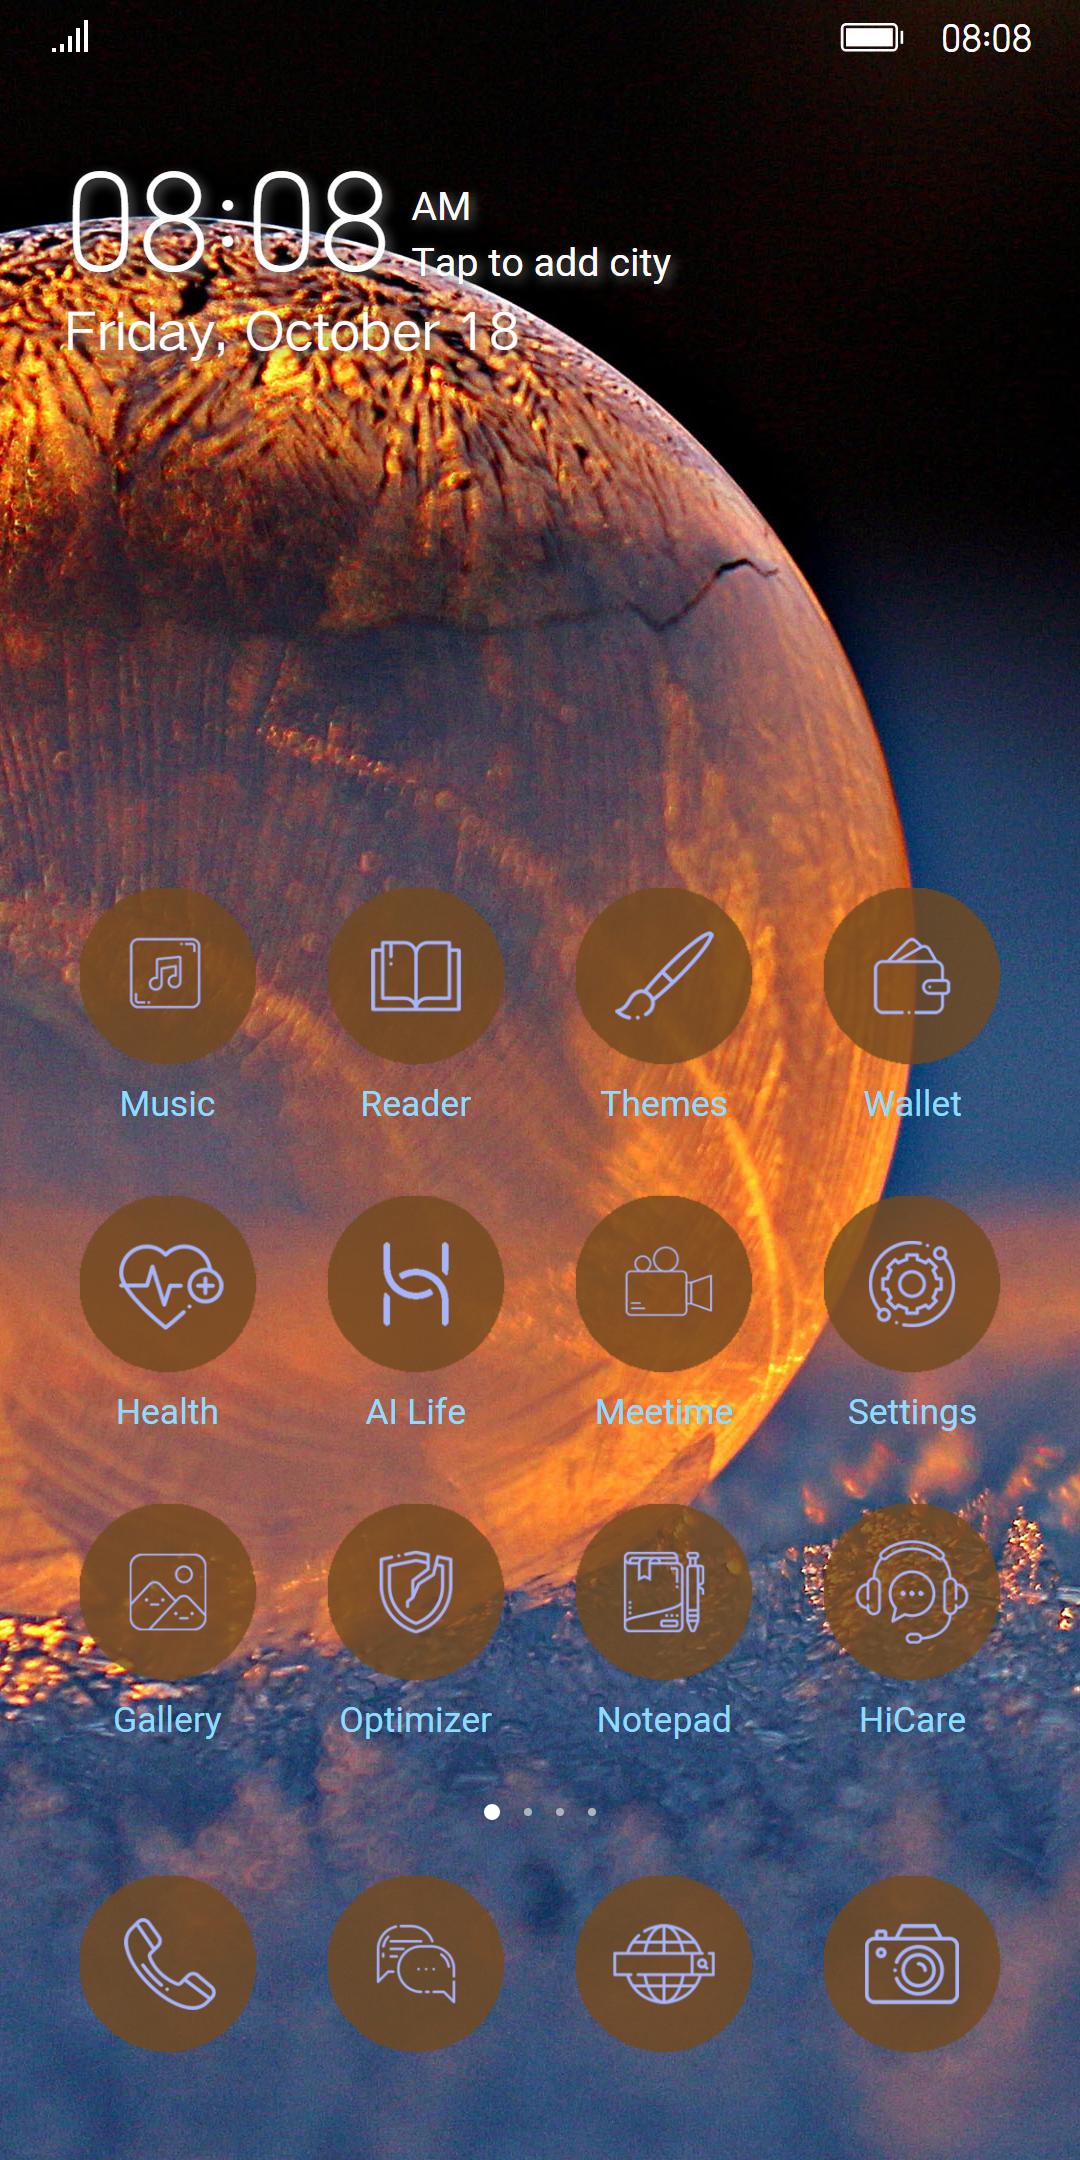 08:08
08:08 AM
Tap to add city
Friday, October 18
Music Reader Themes Wallet
Health AI Life Meetime Settings
Gallery Optimizer Notepad HiCare